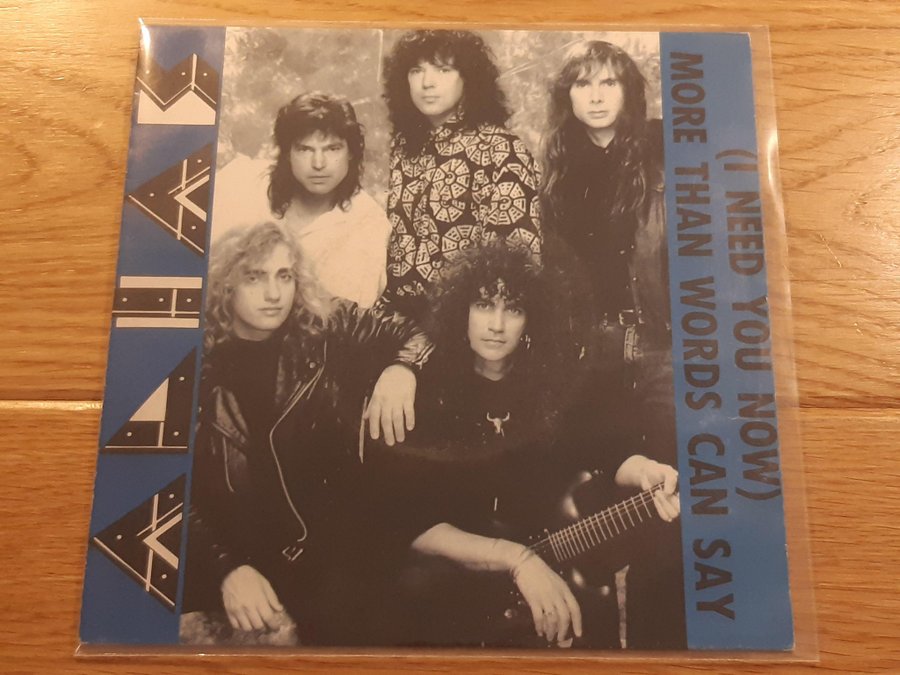 ALIAS
(I NEED YOU NOW)
MORE THAN WORDS CAN SAY